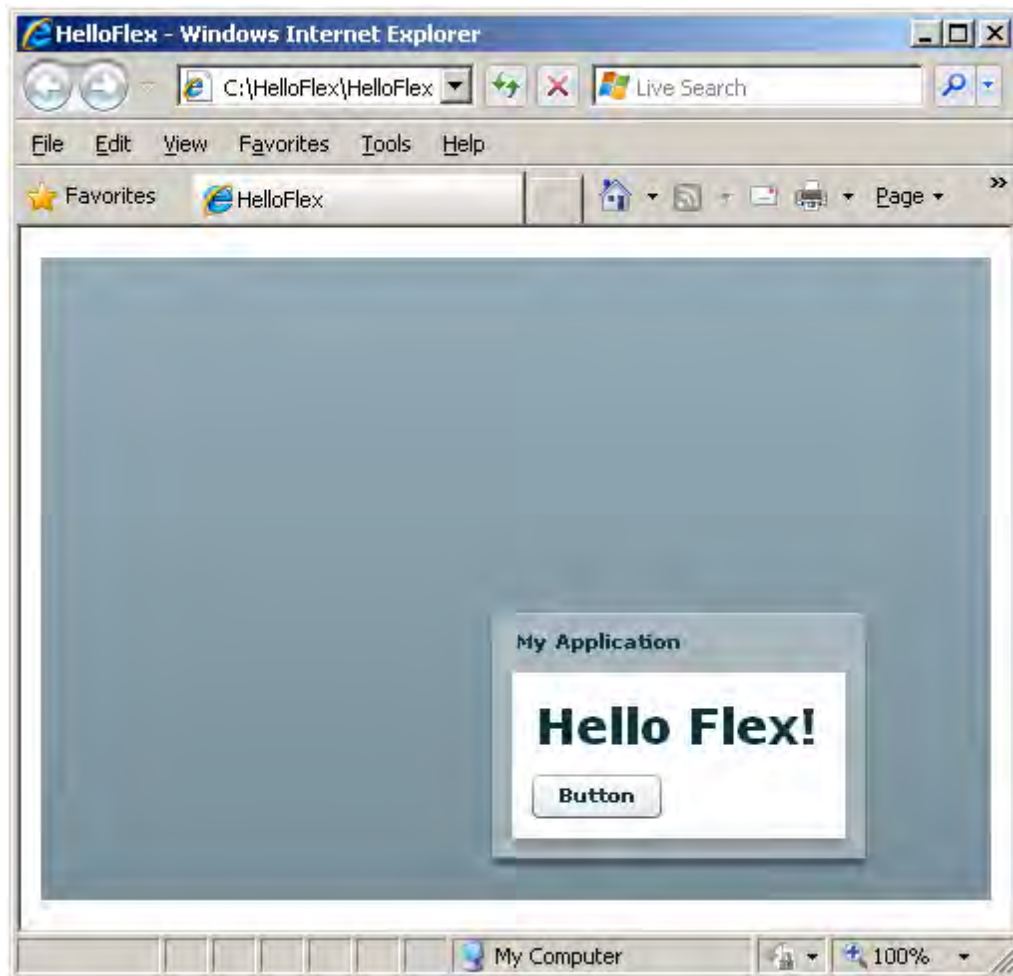 HelloFlex - Windows Internet Explorer
C:\HelloFlex\HelloFlex
Live Search
File Edit View Favorites Tools Help
Favorites HelloFlex Page »
My Application
Hello Flex!
Button
My Computer 100%